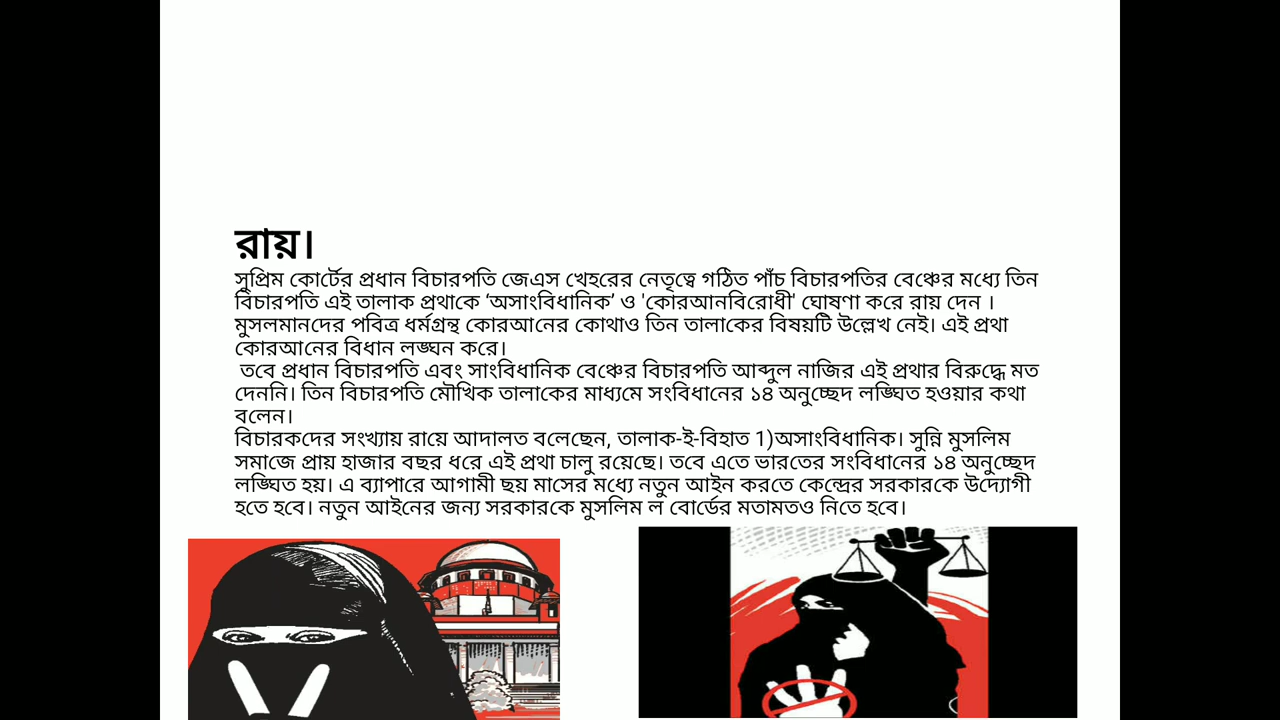 রায়।
সুপ্রিম কোর্টের প্রধান বিচারপতি জেএস খেহরের নেতৃত্বে গঠিত পাঁচ বিচারপতির বেঞ্চের মধ্যে তিন
বিচারপতি এই তালাক প্রথাকে ‘অসাংবিধানিক’ ও 'কোরআনবিরোধী' ঘোষণা করে রায় দেন ।
মুসলমানদের পবিত্র ধর্মগ্রন্থ কোরআনের কোথাও তিন তালাকের বিষয়টি উল্লেখ নেই। এই প্রথা
কোরআনের বিধান লঙ্ঘন করে।
তবে প্রধান বিচারপতি এবং সাংবিধানিক বেঞ্চের বিচারপতি আব্দুল নাজির এই প্রথার বিরুদ্ধে মত
দেননি। তিন বিচারপতি মৌখিক তালাকের মাধ্যমে সংবিধানের ১৪ অনুচ্ছেদ লঙ্ঘিত হওয়ার কথা
বলেন।
বিচারকদের সংখ্যায় রায়ে আদালত বলেছেন, তালাক-ই-বিহাত 1)অসাংবিধানিক। সুন্নি মুসলিম
সমাজে প্রায় হাজার বছর ধরে এই প্রথা চালু রয়েছে। তবে এতে ভারতের সংবিধানের ১৪ অনুচ্ছেদ
লঙ্ঘিত হয়। এ ব্যাপারে আগামী ছয় মাসের মধ্যে নতুন আইন করতে কেন্দ্রের সরকারকে উদ্যোগী
হতে হবে। নতুন আইনের জন্য সরকারকে মুসলিম ল বোর্ডের মতামতও নিতে হবে।